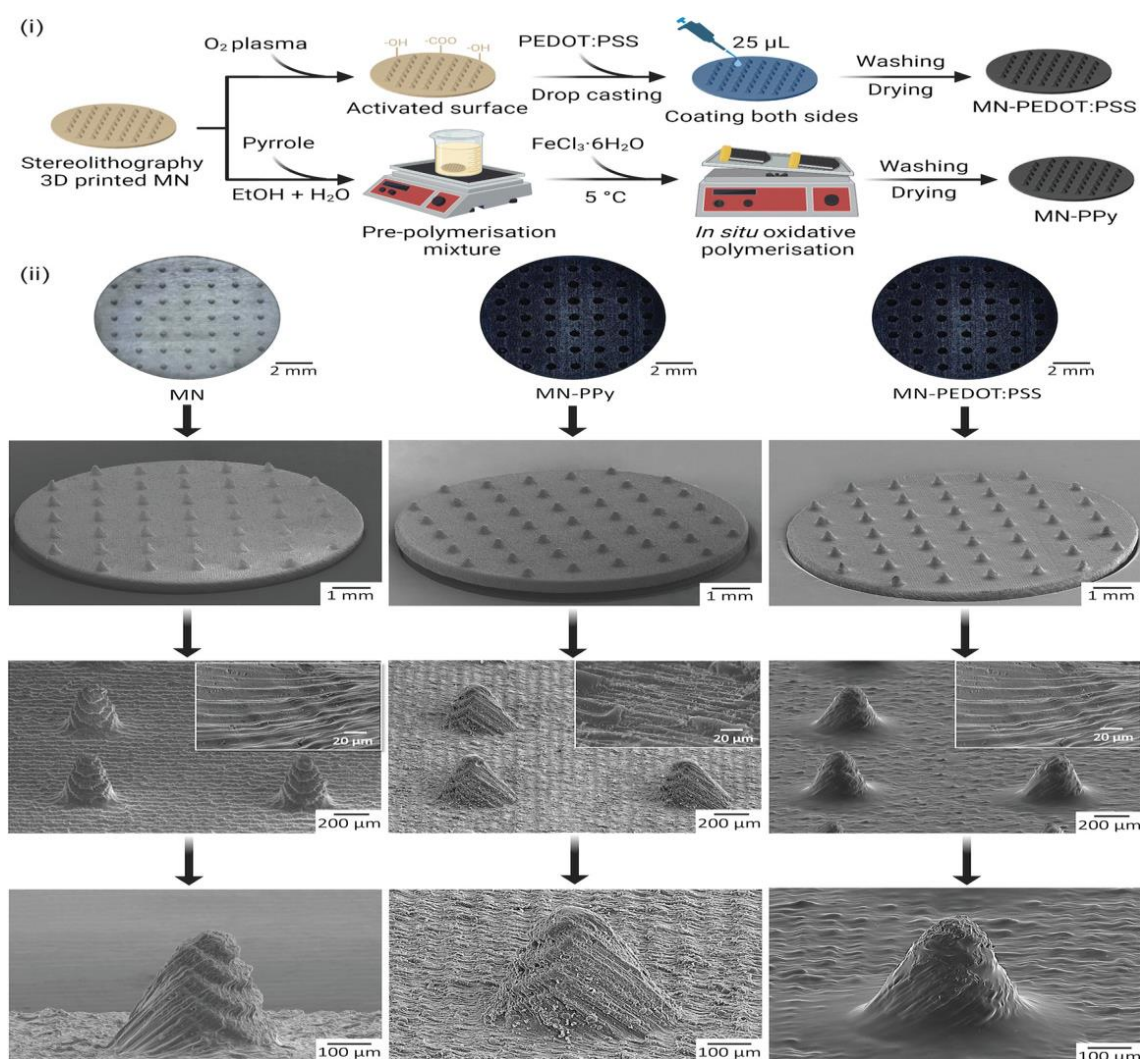 (i)
O₂ plasma
-OH
-COO
-OH
PEDOT:PSS
25 µL
Washing
Activated surface
Drop casting
Coating both sides
Drying
MN-PEDOT:PSS
Stereolithography
3D printed MN
Pyrrole
EtOH + H₂O
FeCl₃·6H₂O
5 °C
Washing
Drying
MN-PPy
Pre-polymerisation
mixture
In situ oxidative
polymerisation
(ii)
2 mm
2 mm
2 mm
MN
MN-PPy
MN-PEDOT:PSS
1 mm
1 mm
1 mm
20 µm
20 µm
20 µm
200 µm
200 µm
200 µm
100 µm
100 µm
100 µm